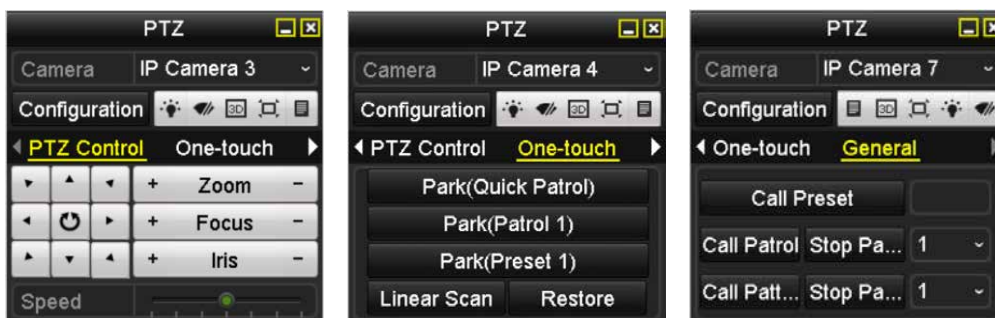 PTZ
Camera IP Camera 3
Configuration 3D
PTZ Control One-touch
+ Zoom -
+ Focus -
+ Iris -
Speed
PTZ
Camera IP Camera 4
Configuration 3D
PTZ Control One-touch
Park(Quick Patrol)
Park(Patrol 1)
Park(Preset 1)
Linear Scan Restore
PTZ
Camera IP Camera 7
Configuration 3D
One-touch General
Call Preset
Call Patrol Stop Pa... 1
Call Patt... Stop Pa... 1